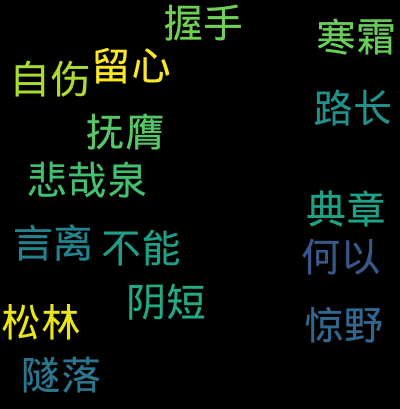 握手
寒霜
留心
自伤
路长
抚膺
悲哉泉
典章
言离
不能
何以
阴短
松林
惊野
隧落